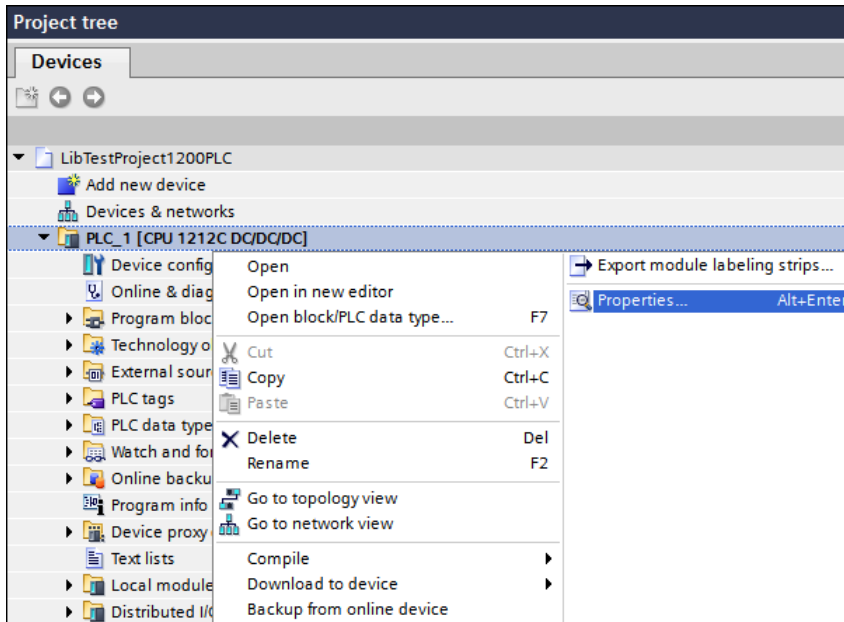 Project tree
Devices
LibTestProject1200PLC
Add new device
Devices & networks
PLC_1 [CPU 1212C DC/DC/DC]
Device config
Online & diag
Program bloc
Technology o
External sour
PLC tags
PLC data type
Watch and fo
Online backu
Program info
Device proxy
Text lists
Local module
Distributed I/O
Open
Open in new editor
Open block/PLC data type... F7
Cut Ctrl+X
Copy Ctrl+C
Paste Ctrl+V
Delete Del
Rename F2
Go to topology view
Go to network view
Compile
Download to device
Backup from online device
Export module labeling strips...
Properties... Alt+Enter